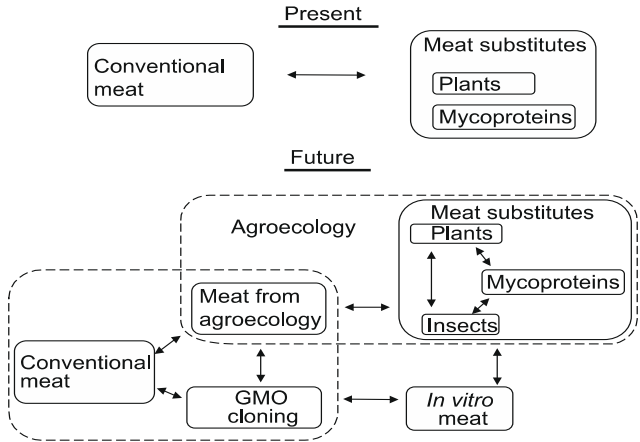 Present
Conventional
meat
Meat substitutes
Plants
Mycoproteins
Future
Agroecology
Meat substitutes
Plants
Mycoproteins
Insects
Meat from
agroecology
Conventional
meat
GMO
cloning
In vitro
meat